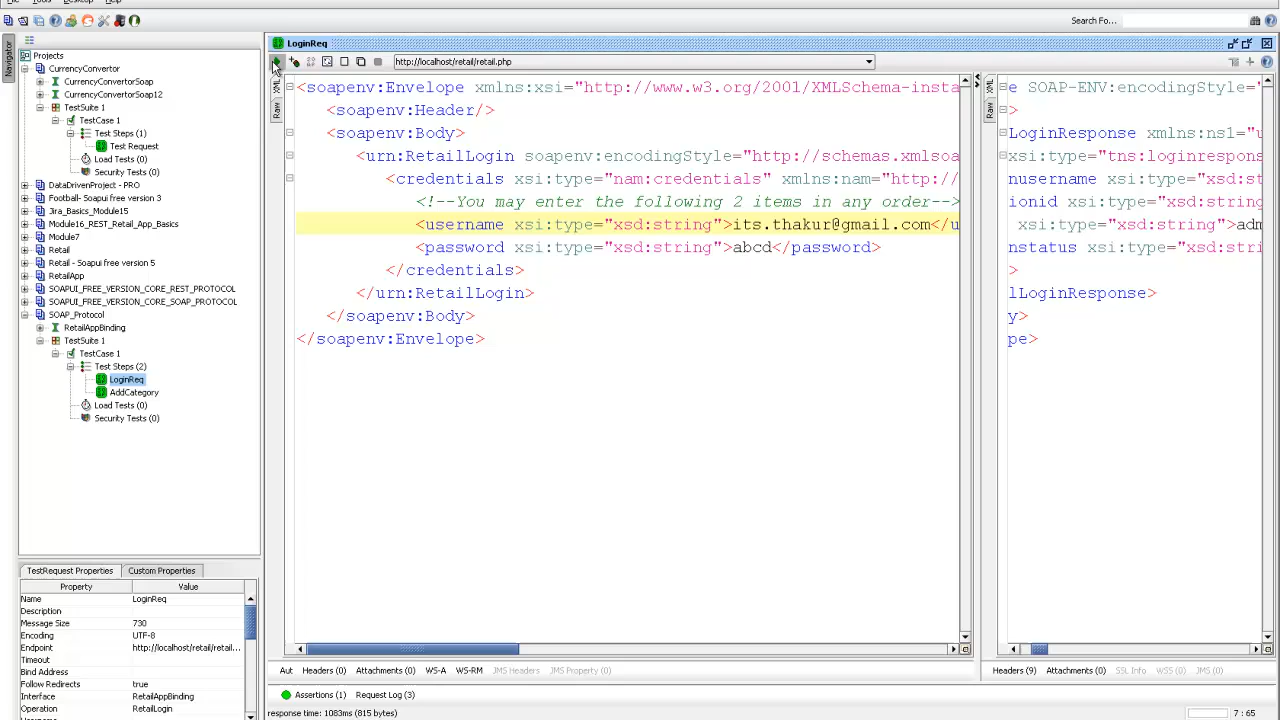 Tools Desktop Help
Search Fo...
Navigator
LoginReq
Projects
http://localhost/retail/retail.php
CurrencyConvertor
CurrencyConvertorSoap
CurrencyConvertorSoap12
TestSuite 1
TestCase 1
Test Steps (1)
Test Request
Load Tests (0)
Security Tests (0)
DataDrivenProject - PRO
Football- Soapui free version 3
Jira_Basics_Module15
Module16_REST_Retail_App_Basics
Module7
Retail
Retail - Soapui free version 5
RetailApp
SOAPUI_FREE_VERSION_CORE_REST_PROTOCOL
SOAPUI_FREE_VERSION_CORE_SOAP_PROTOCOL
SOAP_Protocol
RetailAppBinding
TestSuite 1
TestCase 1
Test Steps (2)
LoginReq
AddCategory
Load Tests (0)
Security Tests (0)
XML
Raw
<soapenv:Envelope xmlns:xsi="http://www.w3.org/2001/XMLSchema-insta
<soapenv:Header/>
<soapenv:Body>
<urn:RetailLogin soapenv:encodingStyle="http://schemas.xmlsoa
<credentials xsi:type="nam:credentials" xmlns:nam="http://
<!--You may enter the following 2 items in any order-->
<username xsi:type="xsd:string">its.thakur@gmail.com</u
<password xsi:type="xsd:string">abcd</password>
</credentials>
</urn:RetailLogin>
</soapenv:Body>
</soapenv:Envelope>
XML
Raw
e SOAP-ENV:encodingStyle="
>
LoginResponse xmlns:ns1="u
xsi:type="tns:loginrespons
nusername xsi:type="xsd:st
ionid xsi:type="xsd:string
xsi:type="xsd:string">adm
nstatus xsi:type="xsd:stri
>
lLoginResponse>
y>
pe>
TestRequest Properties Custom Properties
Property Value
Name LoginReq
Description
Message Size 730
Encoding UTF-8
Endpoint http://localhost/retail/retail...
Timeout
Bind Address
Follow Redirects true
Interface RetailAppBinding
Operation RetailLogin
Aut Headers (0) Attachments (0) WS-A WS-RM JMS Headers JMS Property (0)
Headers (9) Attachments (0) SSL Info WSS (0) JMS (0)
Assertions (1) Request Log (3)
response time: 1083ms (815 bytes)
7 : 65